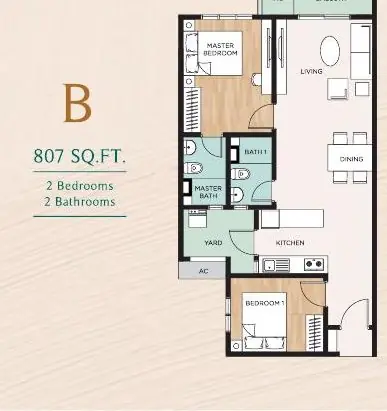 B
807 SQ.FT.
2 Bedrooms
2 Bathrooms
MASTER
BEDROOM
LIVING
BATH 1
DINING
MASTER
BATH
YARD
KITCHEN
AC
BEDROOM 1